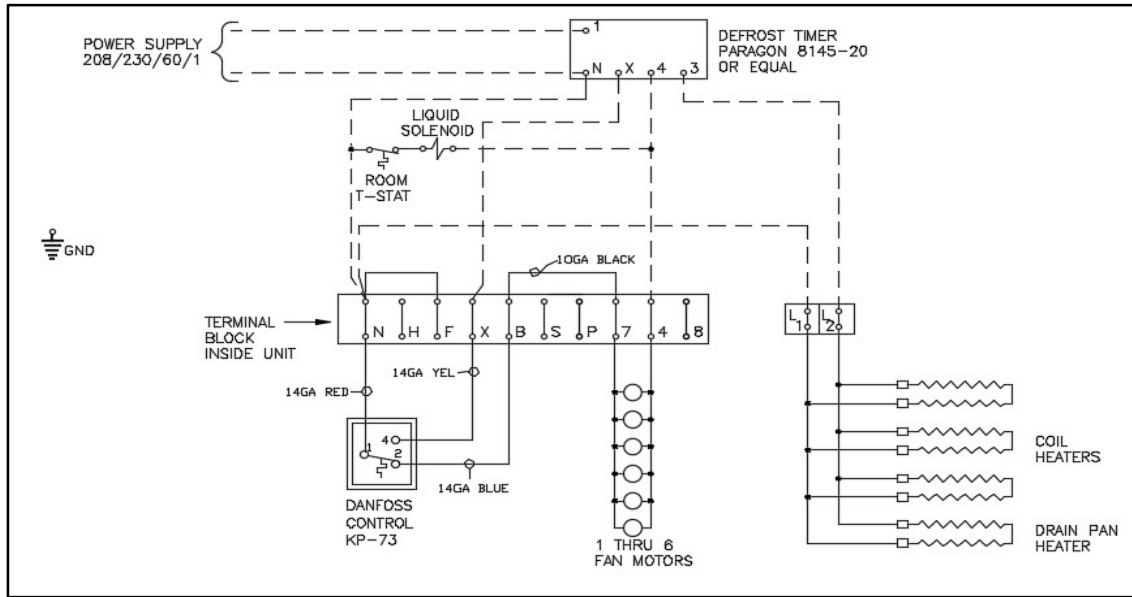 POWER SUPPLY
208/230/60/1
1
N X 4 3
DEFROST TIMER
PARAGON 8145-20
OR EQUAL
LIQUID
SOLENOID
ROOM
T-STAT
GND
10GA BLACK
TERMINAL
BLOCK
INSIDE UNIT
N H F X B S P 7 4 8
L1 L2
14GA RED
14GA YEL
14GA BLUE
4
1 2
DANFOSS
CONTROL
KP-73
1 THRU 6
FAN MOTORS
COIL
HEATERS
DRAIN PAN
HEATER